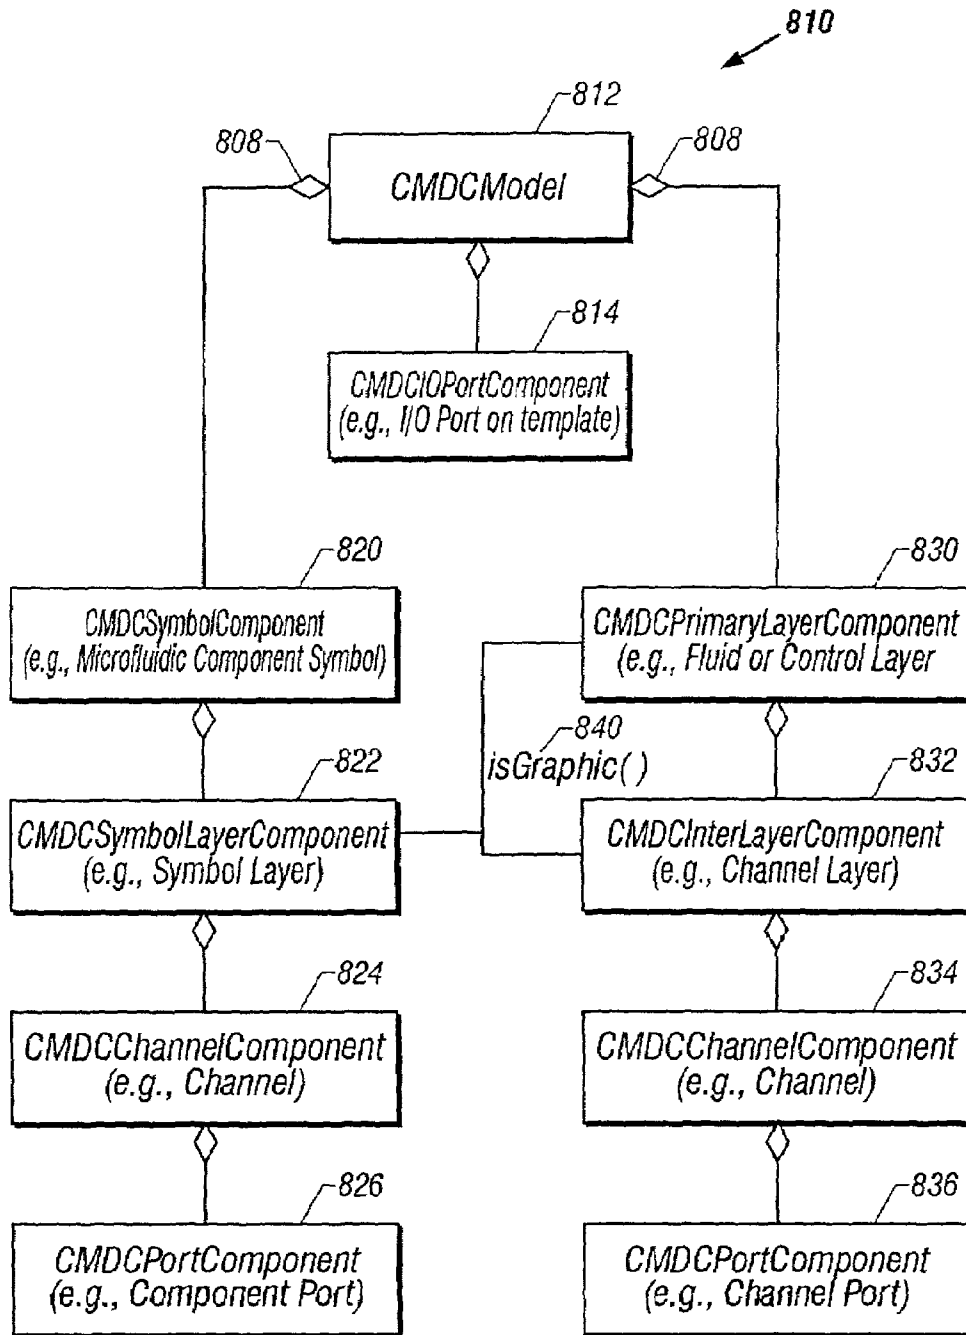 810
812
808
808
CMDCModel
814
CMDCIOPortComponent
(e.g., I/O Port on template)
820
830
CMDCSymbolComponent
(e.g., Microfluidic Component Symbol)
CMDCPrimaryLayerComponent
(e.g., Fluid or Control Layer
840
isGraphic( )
822
832
CMDCSymbolLayerComponent
(e.g., Symbol Layer)
CMDCInterLayerComponent
(e.g., Channel Layer)
824
834
CMDCChannelComponent
(e.g., Channel)
CMDCChannelComponent
(e.g., Channel)
826
836
CMDCPortComponent
(e.g., Component Port)
CMDCPortComponent
(e.g., Channel Port)